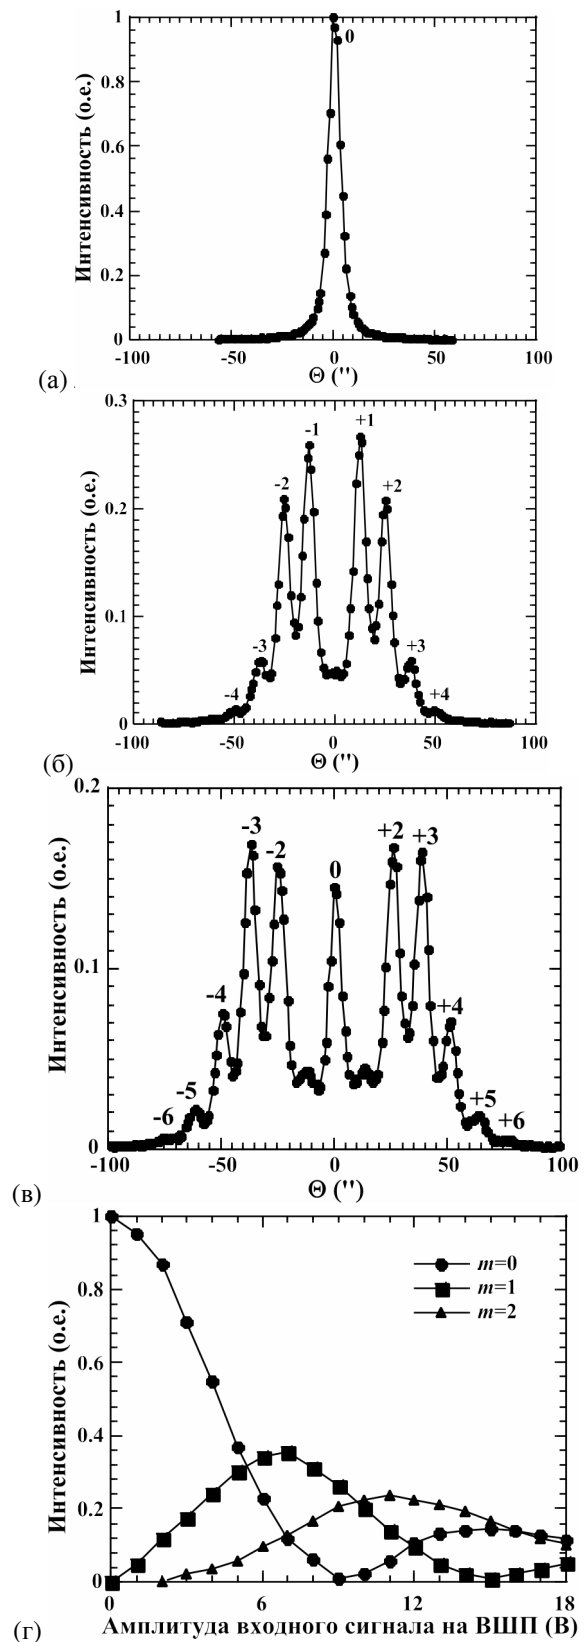 1
0
0.8
0.6
0.4
0.2
0
Интенсивность (о.е.)
-100 -50 0 50 100
Θ ('')
(а)
0.3
0.2
0.1
0
Интенсивность (о.е.)
-4 -3 -2 -1 +1 +2 +3 +4
-100 -50 0 50 100
Θ ('')
(б)
0.2
0.1
0
Интенсивность (о.е.)
-6 -5 -4 -3 -2 0 +2 +3 +4 +5 +6
-100 -50 0 50 100
Θ ('')
(в)
1
0.8
0.6
0.4
0.2
0
Интенсивность (о.е.)
m=0
m=1
m=2
0 6 12 18
Амплитуда входного сигнала на ВШП (В)
(г)